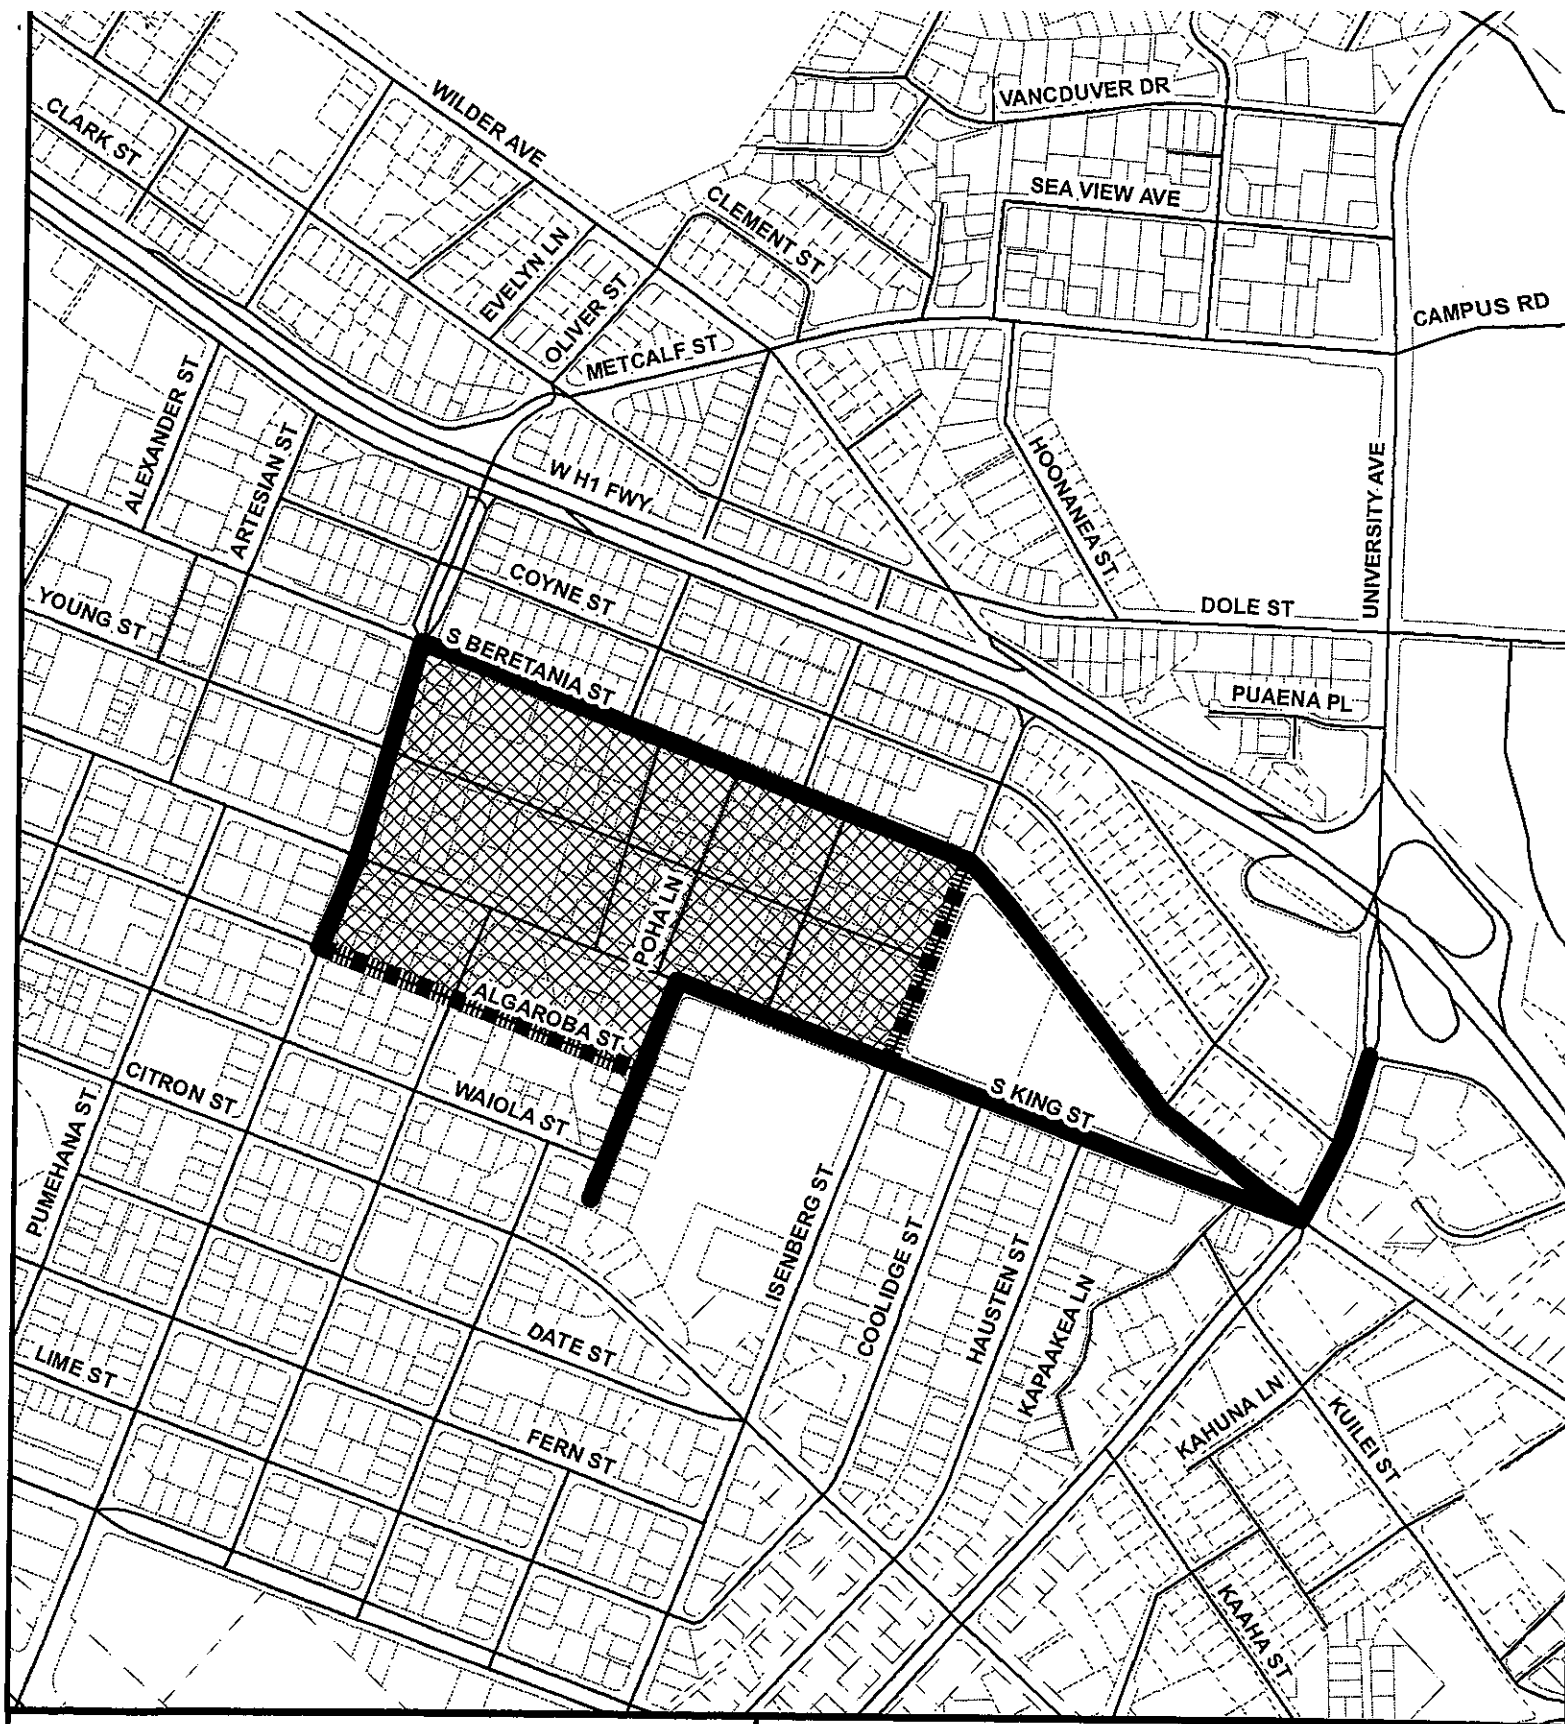 WILDER AVE
VANCDUVER DR
CLARK ST
SEA VIEW AVE
CLEMENT ST
EVELYN LN
OLIVER ST
CAMPUS RD
METCALF ST
ALEXANDER ST
ARTESIAN ST
W H1 FWY
HOONANEA ST
UNIVERSITY AVE
COYNE ST
DOLE ST
YOUNG ST
S BERETANIA ST
PUAENA PL
POHA LN
ALGAROBA ST
CITRON ST
WAIOLA ST
S KING ST
PUMEHANA ST
ISENBERG ST
COOLIDGE ST
HAUSTEN ST
KAPAAKEA LN
DATE ST
LIME ST
KAHUNA LN
KUILEI ST
FERN ST
KAAHA ST